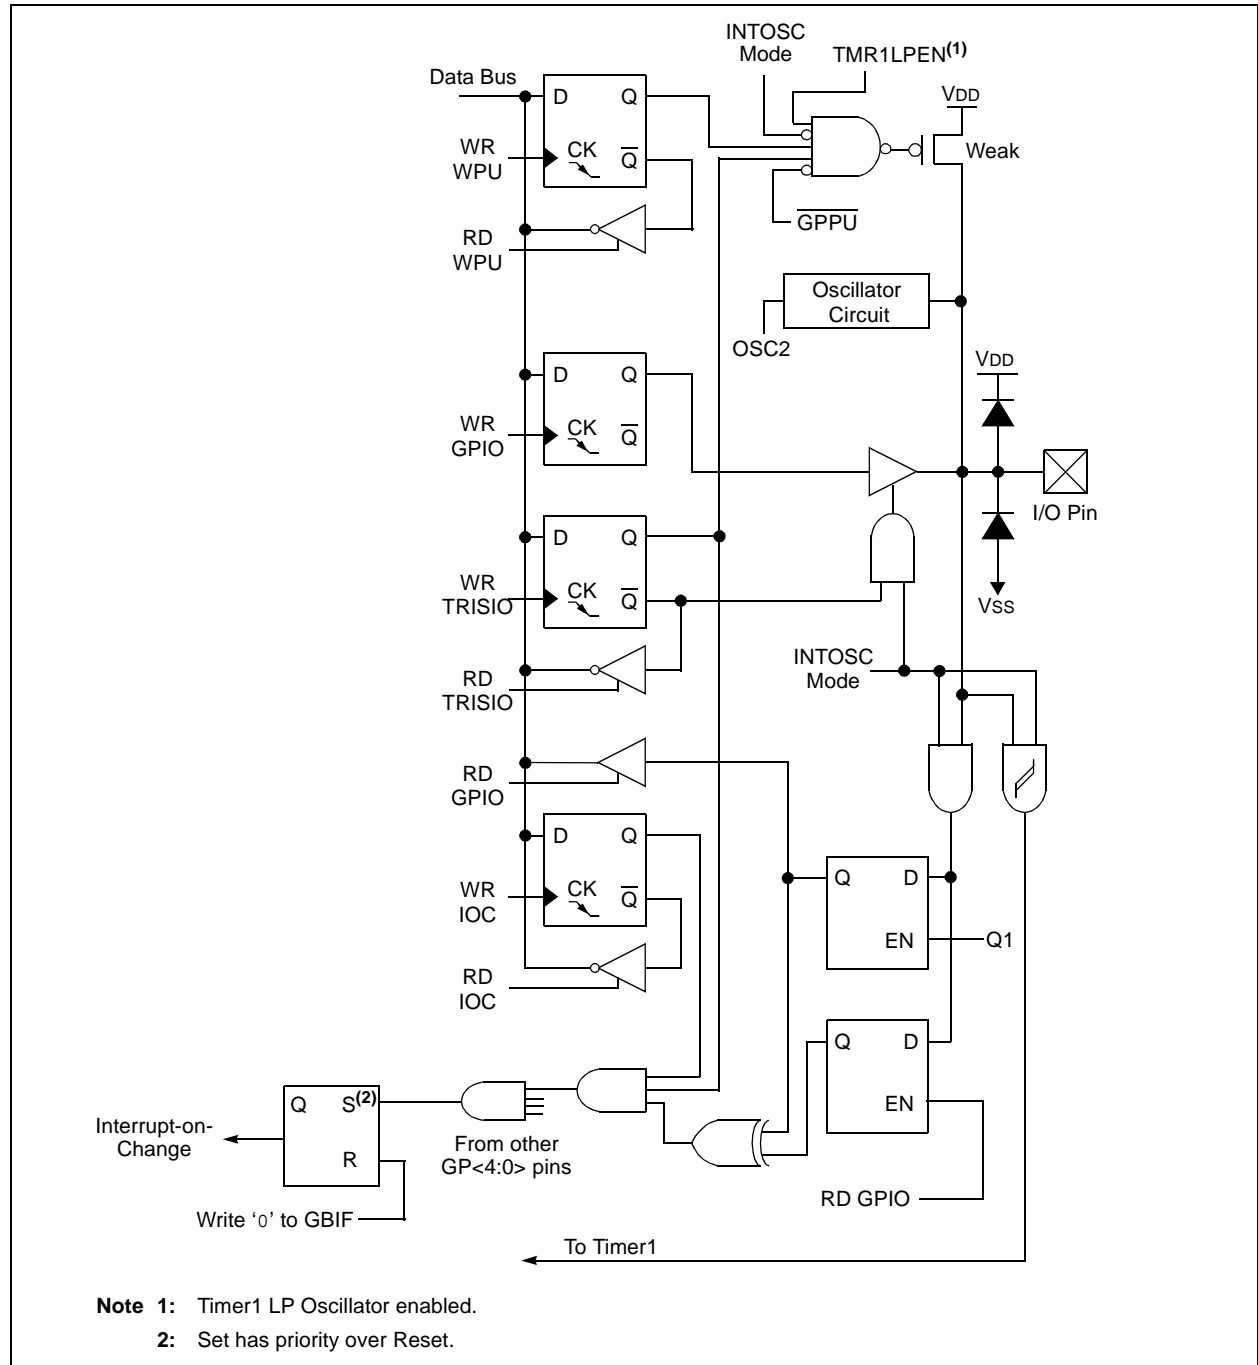 INTOSC
Mode
TMR1LPEN(1)
Data Bus
D Q
VDD
WR
WPU
CK
Q
Weak
GPPU
RD
WPU
Oscillator
Circuit
OSC2
VDD
D Q
WR
GPIO
CK
Q
I/O Pin
D Q
WR
TRISIO
CK
Q
VSS
INTOSC
Mode
RD
TRISIO
RD
GPIO
D Q
WR
IOC
CK
Q
Q D
EN
Q1
RD
IOC
Q D
EN
Q S(2)
R
Interrupt-on-
Change
From other
GP<4:0> pins
RD GPIO
Write ‘0’ to GBIF
To Timer1
Note 1: Timer1 LP Oscillator enabled.
2: Set has priority over Reset.